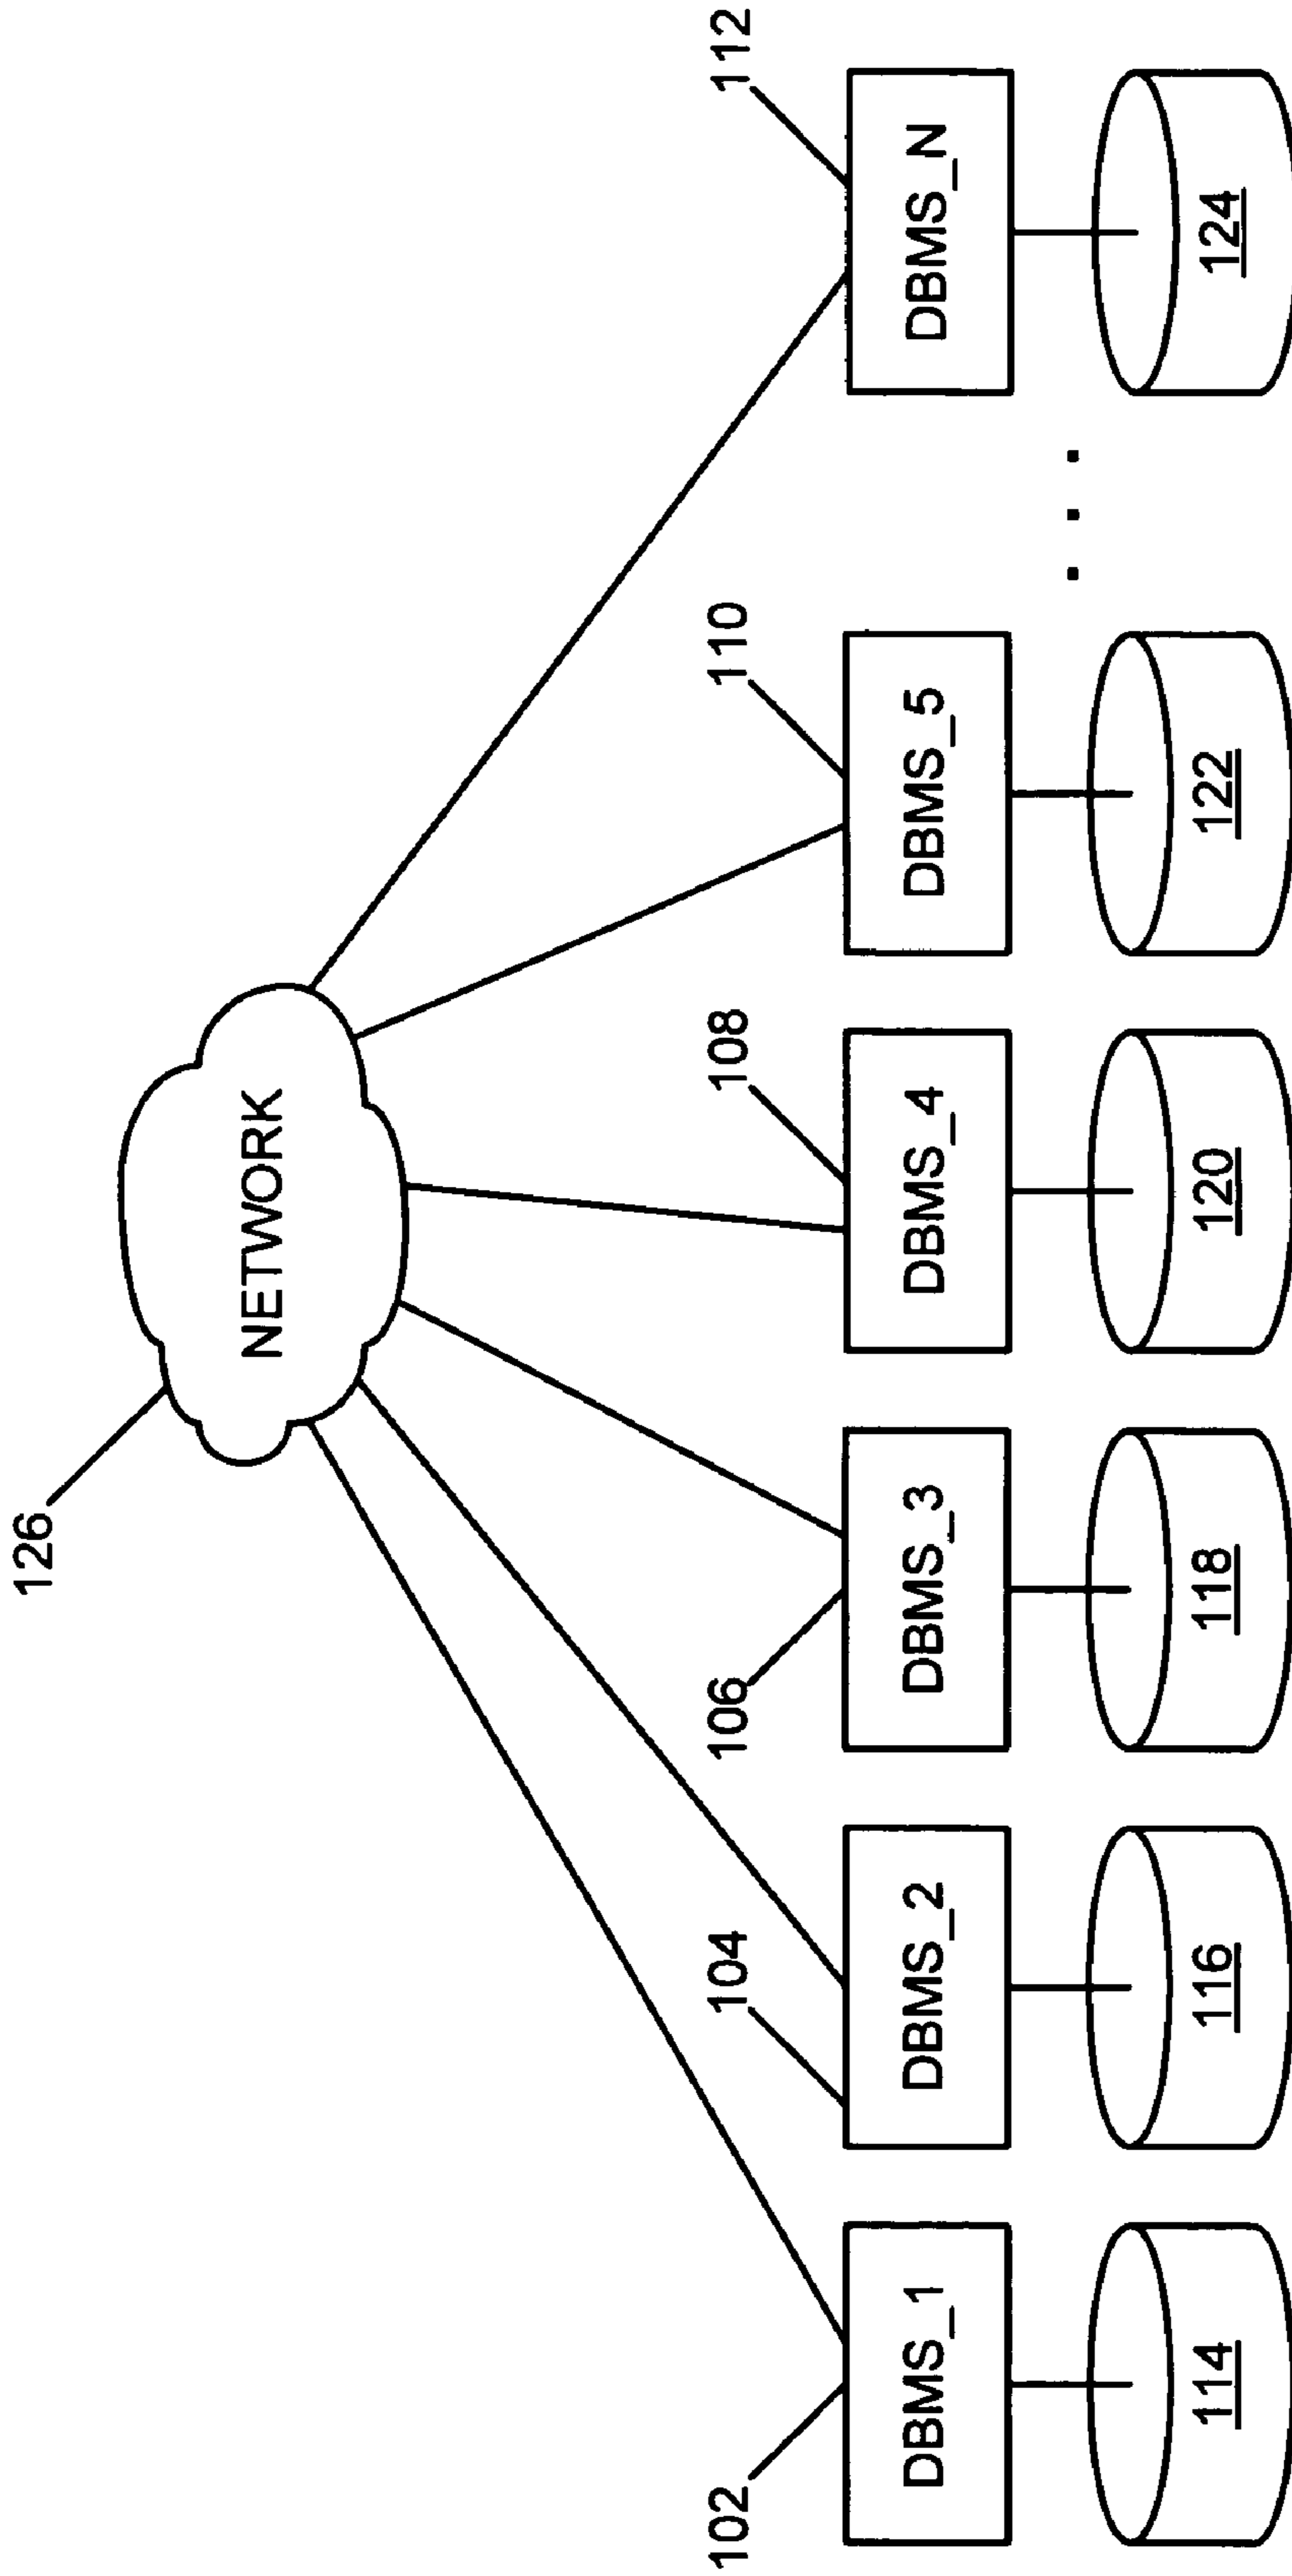 126
NETWORK
102
104
106
108
110
112
DBMS_1
DBMS_2
DBMS_3
DBMS_4
DBMS_5
. . .
DBMS_N
114
116
118
120
122
124